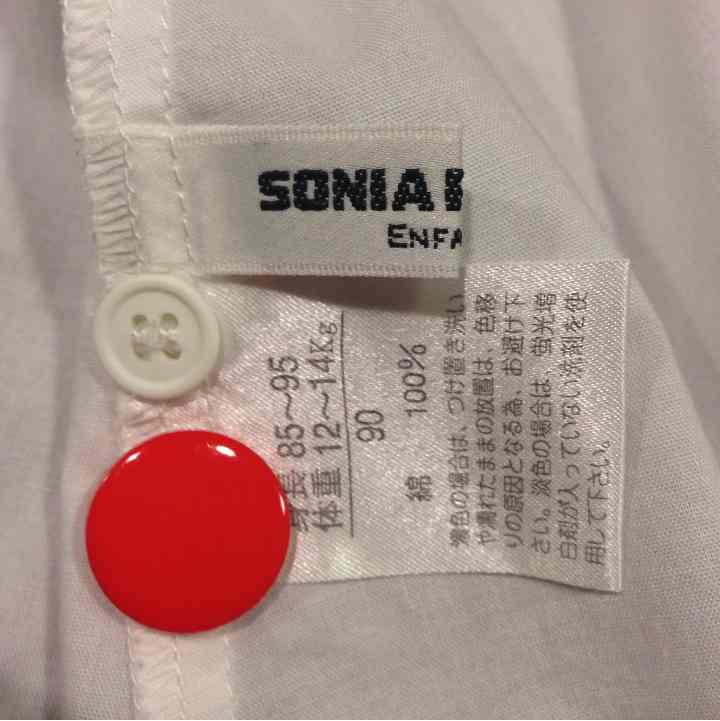 SONIA
ENFA
身長 85~95
体重 12~14Kg
90
綿 100%
濃色の場合は、つけ置き洗い
や濡れたままの放置は、色移
りの原因となる為、お避け下
さい。淡色の場合は、蛍光増
白剤が入っていない洗剤を使
用して下さい。